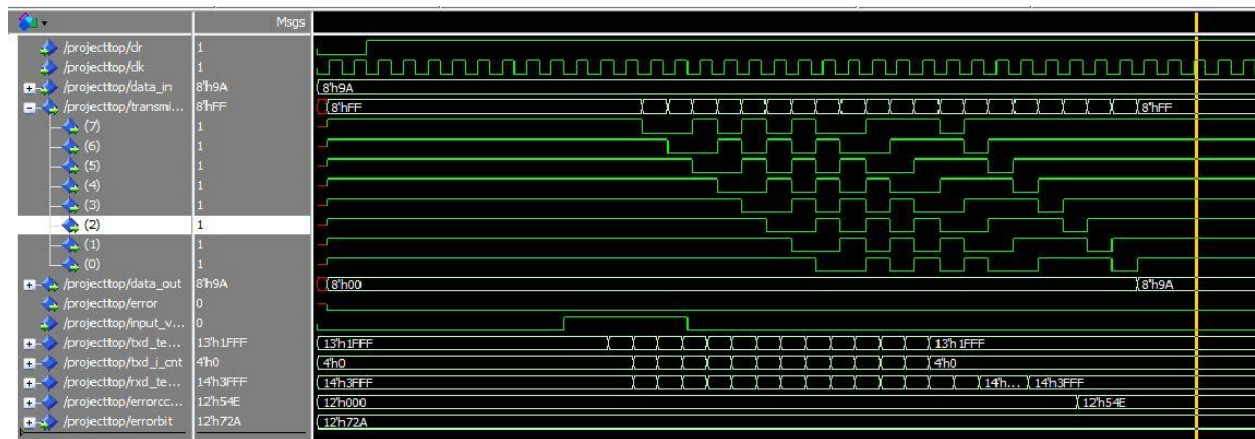 Msgs
/projecttop/clr 1
/projecttop/clk 1
/projecttop/data_in 8'h9A 8'h9A
/projecttop/transmi... 8'hFF 8'hFF 8'hFF
(7) 1
(6) 1
(5) 1
(4) 1
(3) 1
(2) 1
(1) 1
(0) 1
/projecttop/data_out 8'h9A 8'h00 8'h9A
/projecttop/error 0
/projecttop/input_v... 0
/projecttop/txd_te... 13'h1FFF 13'h1FFF 13'h1FFF
/projecttop/txd_i_cnt 4'h0 4'h0 4'h0
/projecttop/rxd_te... 14'h3FFF 14'h3FFF 14'h... 14'h3FFF
/projecttop/errorcc... 12'h54E 12'h000 12'h54E
/projecttop/errorbit 12'h72A 12'h72A